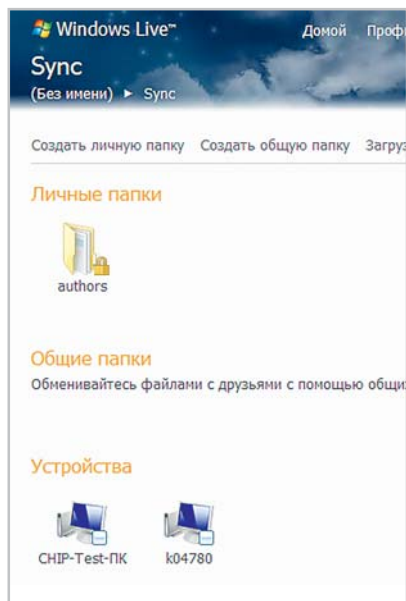 Windows Live™ Домой
Sync
(Без имени) ► Sync
Создать личную папку Создать общую папку
Личные папки
authors
Общие папки
Обменивайтесь файлами с друзьями с помощью
Устройства
CHIP-Test-ПК k04780